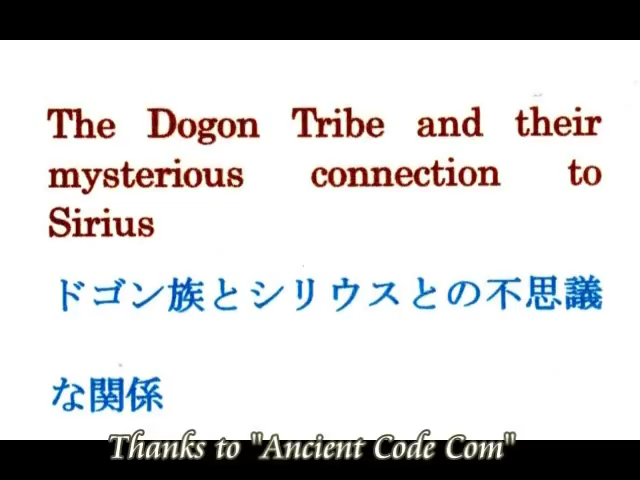 The Dogon Tribe and their
mysterious connection to
Sirius
ドゴン族とシリウスとの不思議
な関係
Thanks to "Ancient Code Com"